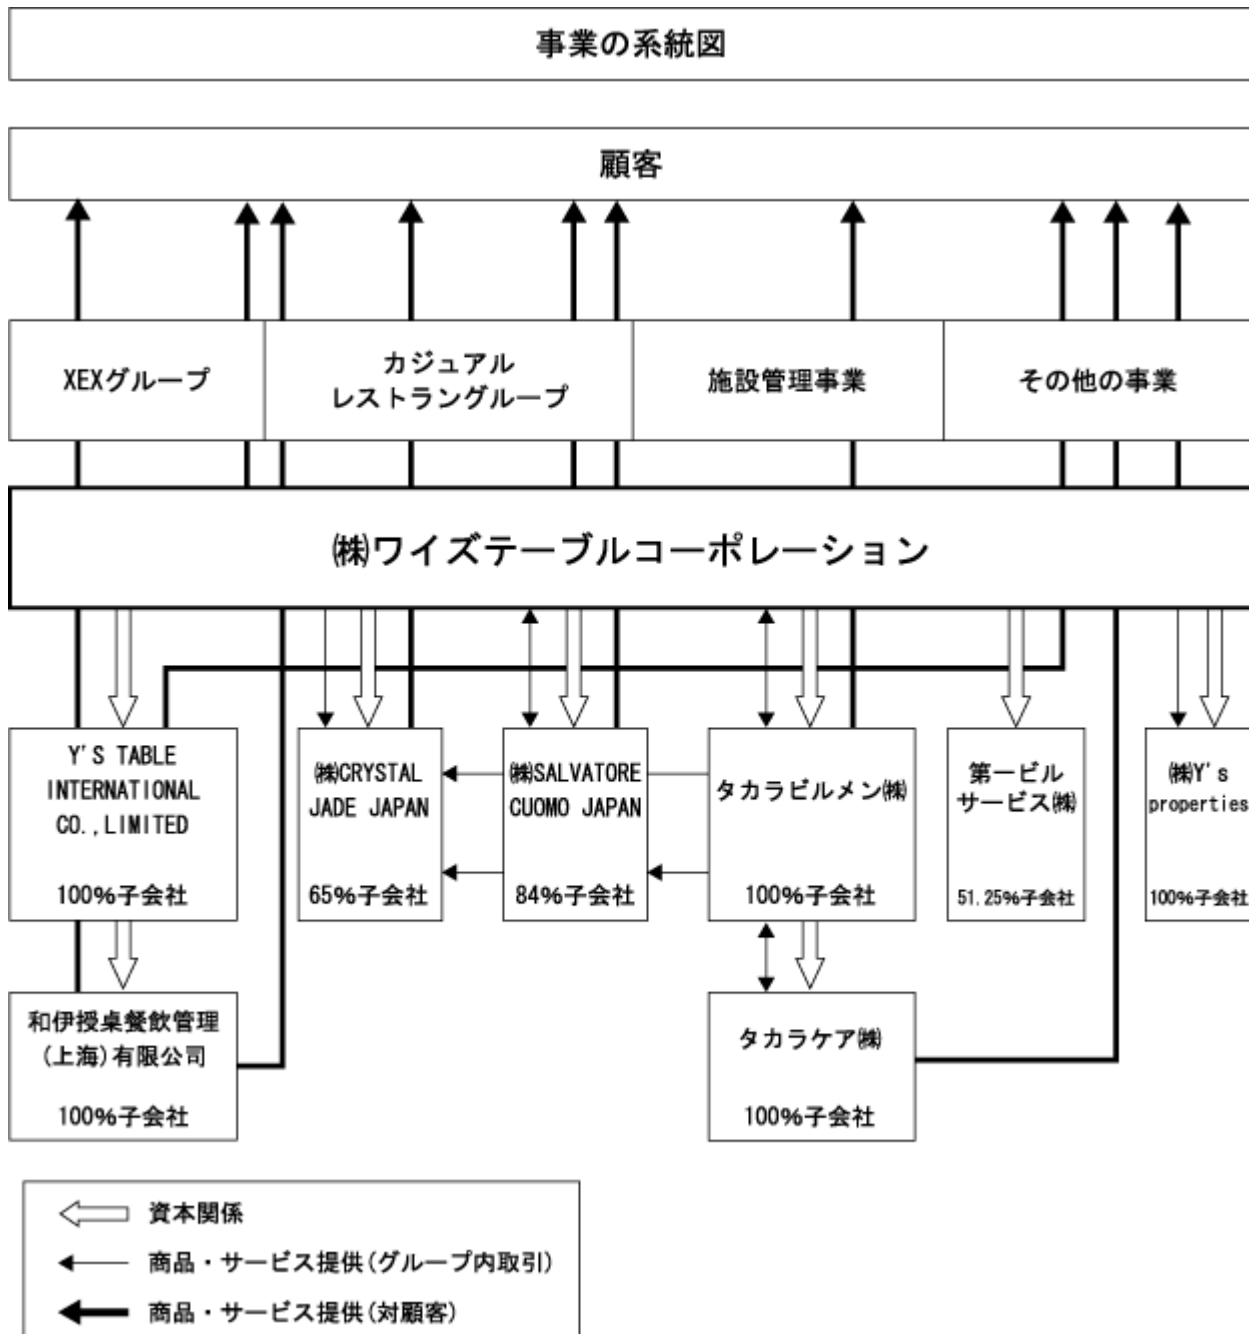 事業の系統図
顧客
XEXグループ
カジュアル
レストラングループ
施設管理事業
その他の事業
㈱ワイズテーブルコーポレーション
Y'S TABLE
INTERNATIONAL
CO.,LIMITED
100%子会社
㈱CRYSTAL
JADE JAPAN
65%子会社
㈱SALVATORE
CUOMO JAPAN
84%子会社
タカラビルメン㈱
100%子会社
第一ビル
サービス㈱
51.25%子会社
㈱Y's
properties
100%子会社
和伊授桌餐飲管理
(上海)有限公司
100%子会社
タカラケア㈱
100%子会社
資本関係
商品・サービス提供(グループ内取引)
商品・サービス提供(対顧客)